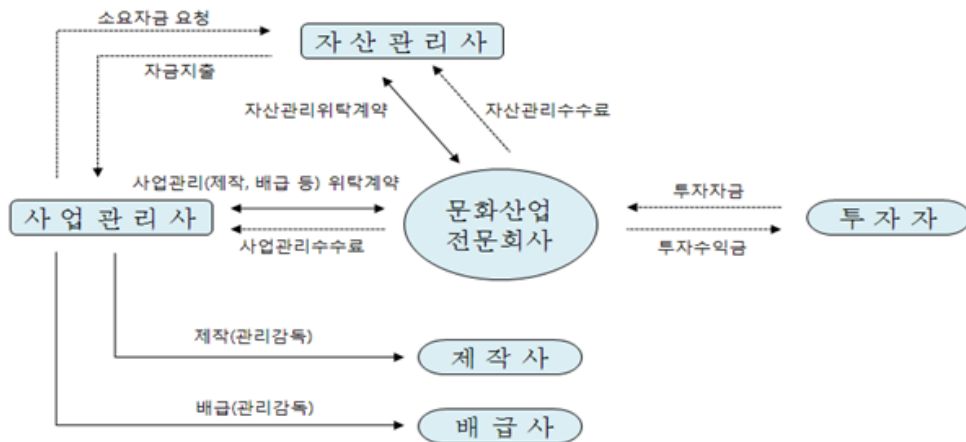 소요자금 요청
자 산 관 리 사
자금지출
자산관리위탁계약
자산관리수수료
사업관리(제작, 배급 등) 위탁계약
사 업 관 리 사
사업관리수수료
문화산업
전문회사
투자자금
투 자 자
투자수익금
제작(관리감독)
제 작 사
배급(관리감독)
배 급 사